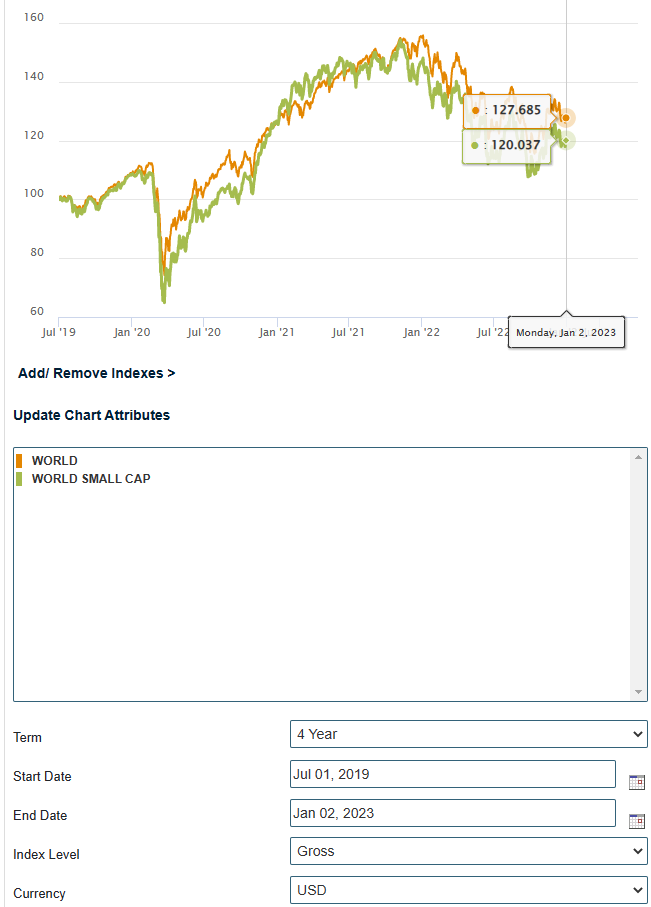 160
140
120
100
80
60
: 127.685
: 120.037
Jul '19 Jan '20 Jul '20 Jan '21 Jul '21 Jan '22 Jul '22
Monday, Jan 2, 2023
Add/ Remove Indexes >
Update Chart Attributes
WORLD
WORLD SMALL CAP
Term 4 Year
Start Date Jul 01, 2019
End Date Jan 02, 2023
Index Level Gross
Currency USD